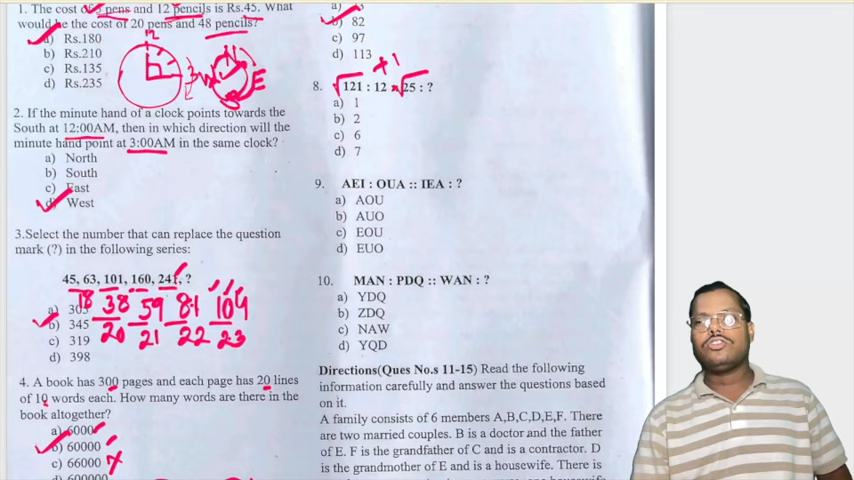 1. The cost of 5 pens and 12 pencils is Rs.45. What
would be the cost of 20 pens and 48 pencils?
a) Rs.180
b) Rs.210
c) Rs.135
d) Rs.235
12
3
N
W
E
S
2. If the minute hand of a clock points towards the
South at 12:00AM, then in which direction will the
minute hand point at 3:00AM in the same clock?
a) North
b) South
c) East
d) West
3.Select the number that can replace the question
mark (?) in the following series:
45, 63, 101, 160, 241, ?
18 38 59 81 104
20 21 22 23
a) 303
b) 345
c) 319
d) 398
4. A book has 300 pages and each page has 20 lines
of 10 words each. How many words are there in the
book altogether?
a) 6000
b) 60000
c) 66000
d) 600000
a)
b) 82
c) 97
d) 113
+1
8. √121 : 12 :: √25 : ?
a) 1
b) 2
c) 6
d) 7
9. AEI : OUA :: IEA : ?
a) AOU
b) AUO
c) EOU
d) EUO
10. MAN : PDQ :: WAN : ?
a) YDQ
b) ZDQ
c) NAW
d) YQD
Directions(Ques No.s 11-15) Read the following
information carefully and answer the questions based
on it.
A family consists of 6 members A,B,C,D,E,F. There
are two married couples. B is a doctor and the father
of E. F is the grandfather of C and is a contractor. D
is the grandmother of E and is a housewife. There is